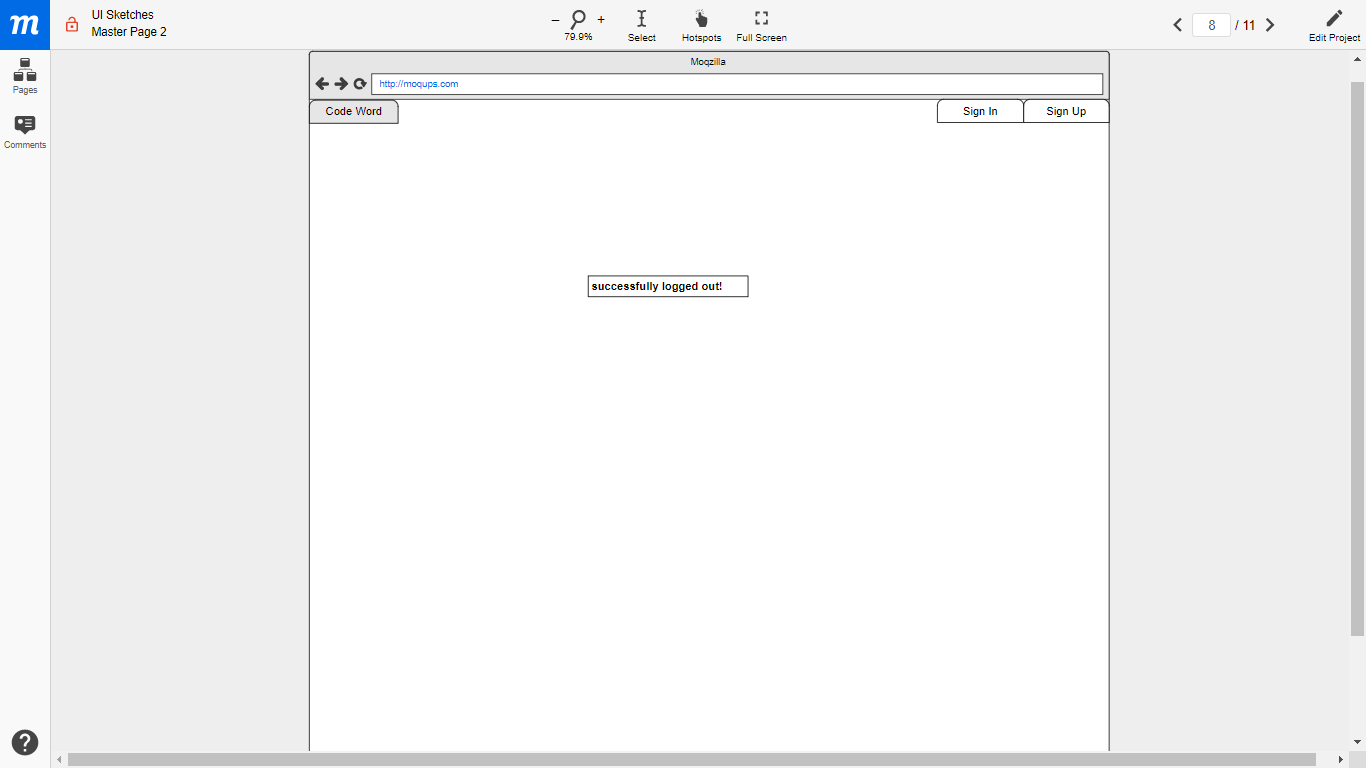 m
UI Sketches
Master Page 2
– +
79.9%
Select
Hotspots
Full Screen
8 / 11
Edit Project
Pages
Comments
Moqzilla
http://moqups.com
Code Word
Sign In
Sign Up
successfully logged out!
?